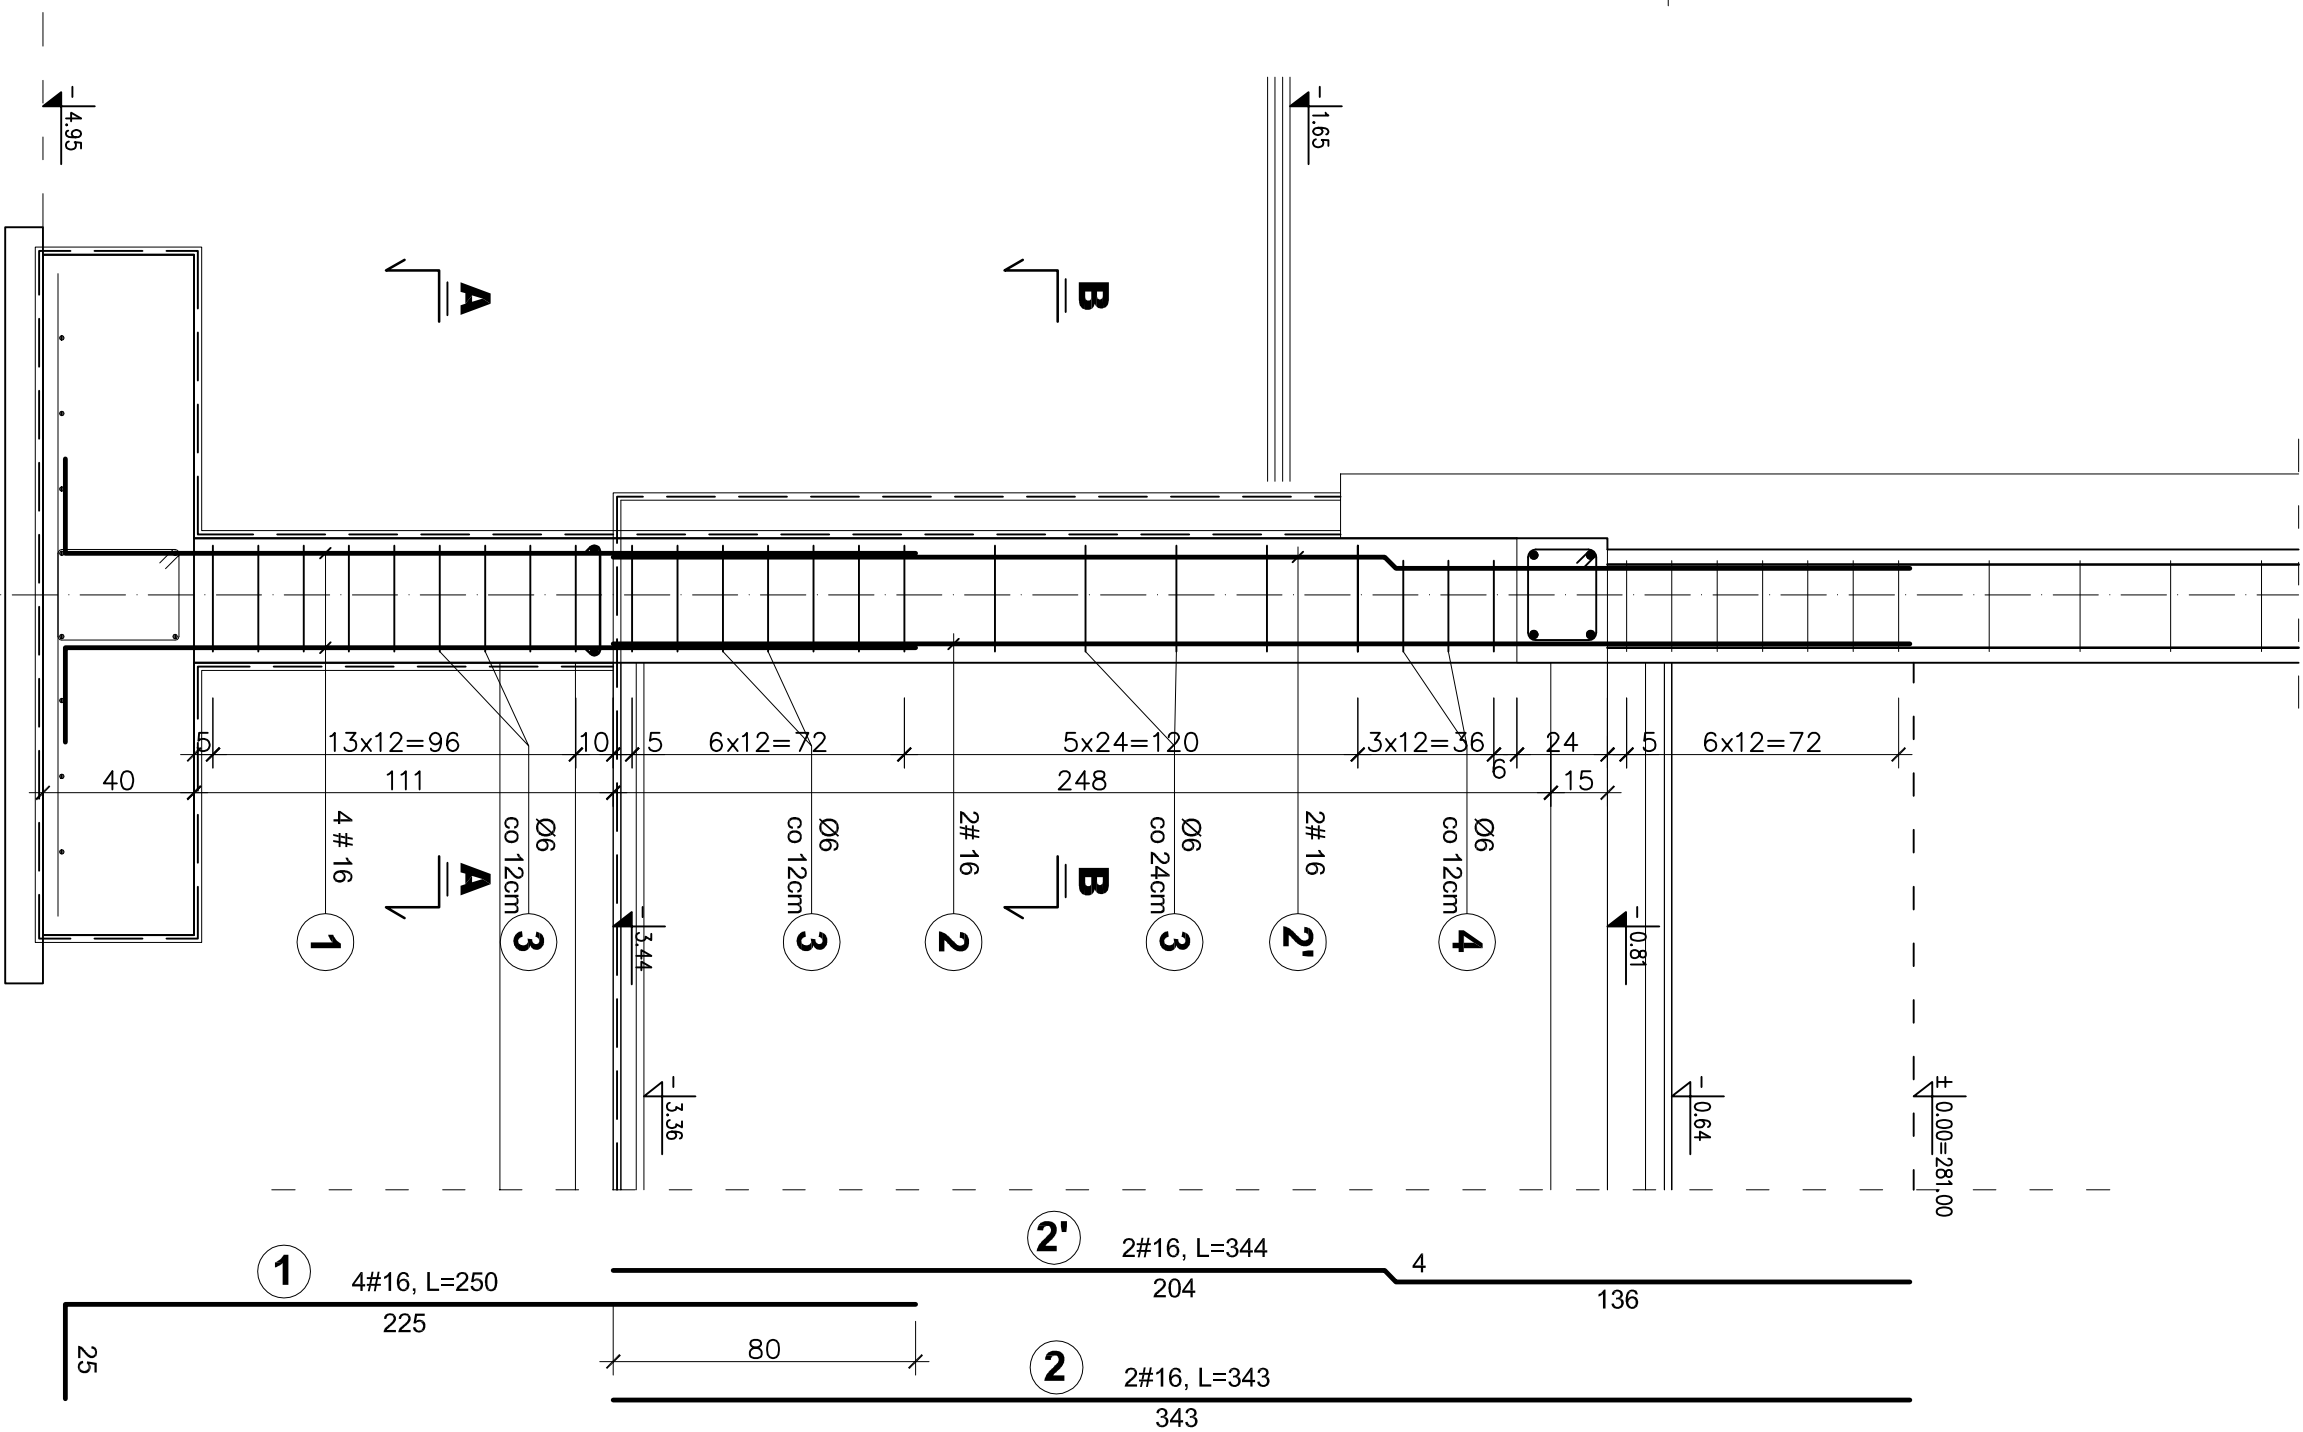 -
4.95
-
1.65
A
B
5
13x12=96
10
5
6x12=72
5x24=120
3x12=36
6
24
5
6x12=72
40
111
248
15
4 # 16
Ø6
co 12cm
Ø6
co 12cm
2# 16
Ø6
co 24cm
2# 16
Ø6
co 12cm
A
B
1
3
3
2
3
2'
4
-
3.44
-
0.81
-
3.36
-
0.64
±
0.00=281.00
2'
2#16, L=344
4
204
136
1
4#16, L=250
225
25
80
2
2#16, L=343
343